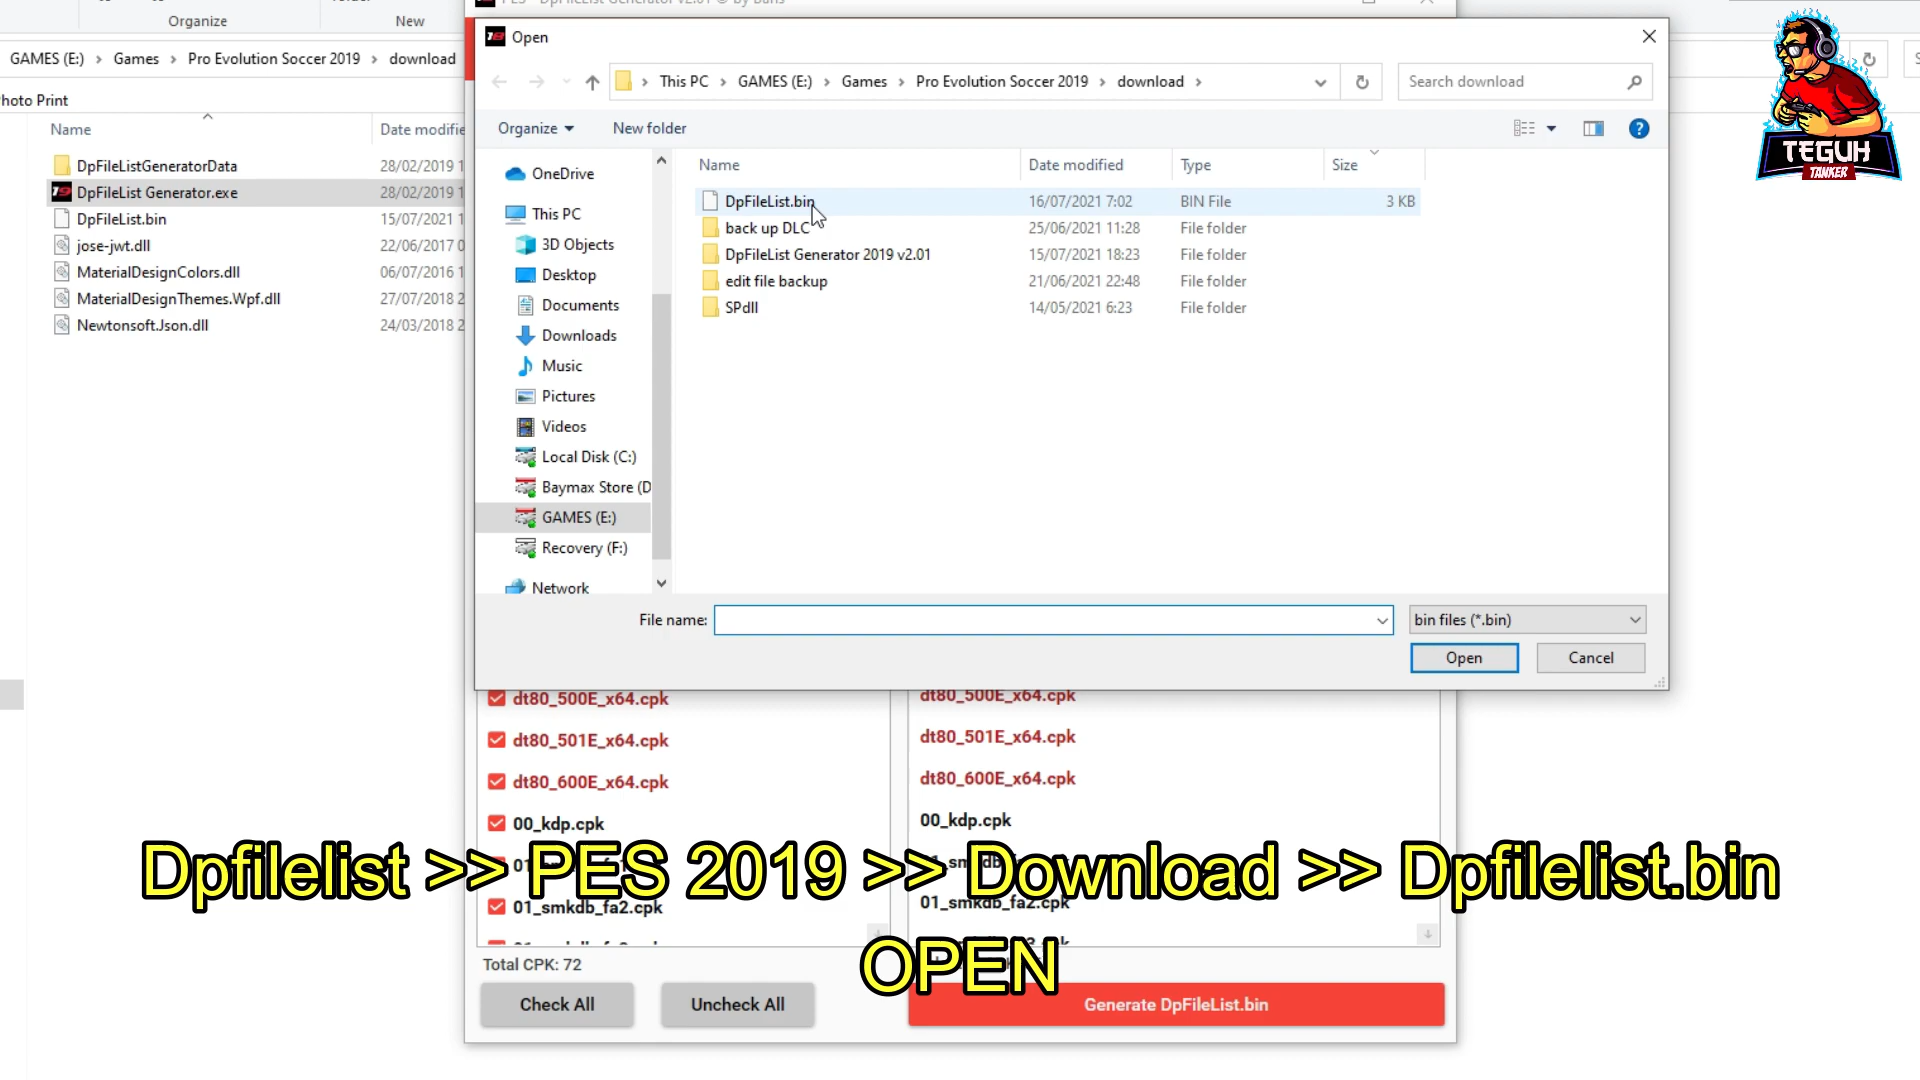 Organize
New
GAMES (E:) > Games > Pro Evolution Soccer 2019 > download
hoto Print
Name
Date modifie
DpFileListGeneratorData 28/02/2019 1
DpFileList Generator.exe 28/02/2019 1
DpFileList.bin 15/07/2021 1
jose-jwt.dll 22/06/2017 0
MaterialDesignColors.dll 06/07/2016 1
MaterialDesignThemes.Wpf.dll 27/07/2018 2
Newtonsoft.Json.dll 24/03/2018 2
Open
This PC > GAMES (E:) > Games > Pro Evolution Soccer 2019 > download >
Search download
Organize
New folder
OneDrive
This PC
3D Objects
Desktop
Documents
Downloads
Music
Pictures
Videos
Local Disk (C:)
Baymax Store (D
GAMES (E:)
Recovery (F:)
Network
Name Date modified Type Size
DpFileList.bin 16/07/2021 7:02 BIN File 3 KB
back up DLC 25/06/2021 11:28 File folder
DpFileList Generator 2019 v2.01 15/07/2021 18:23 File folder
edit file backup 21/06/2021 22:48 File folder
SPdll 14/05/2021 6:23 File folder
File name:
bin files (*.bin)
Open
Cancel
TEGUH
TANKER
dt80_500E_x64.cpk
dt80_501E_x64.cpk
dt80_600E_x64.cpk
00_kdp.cpk
01_smkdb_fa2.cpk
dt80_500E_x64.cpk
dt80_501E_x64.cpk
dt80_600E_x64.cpk
00_kdp.cpk
01_smkdb_fa2.cpk
Dpfilelist >> PES 2019 >> Download >> Dpfilelist.bin
OPEN
Total CPK: 72
Check All
Uncheck All
Generate DpFileList.bin